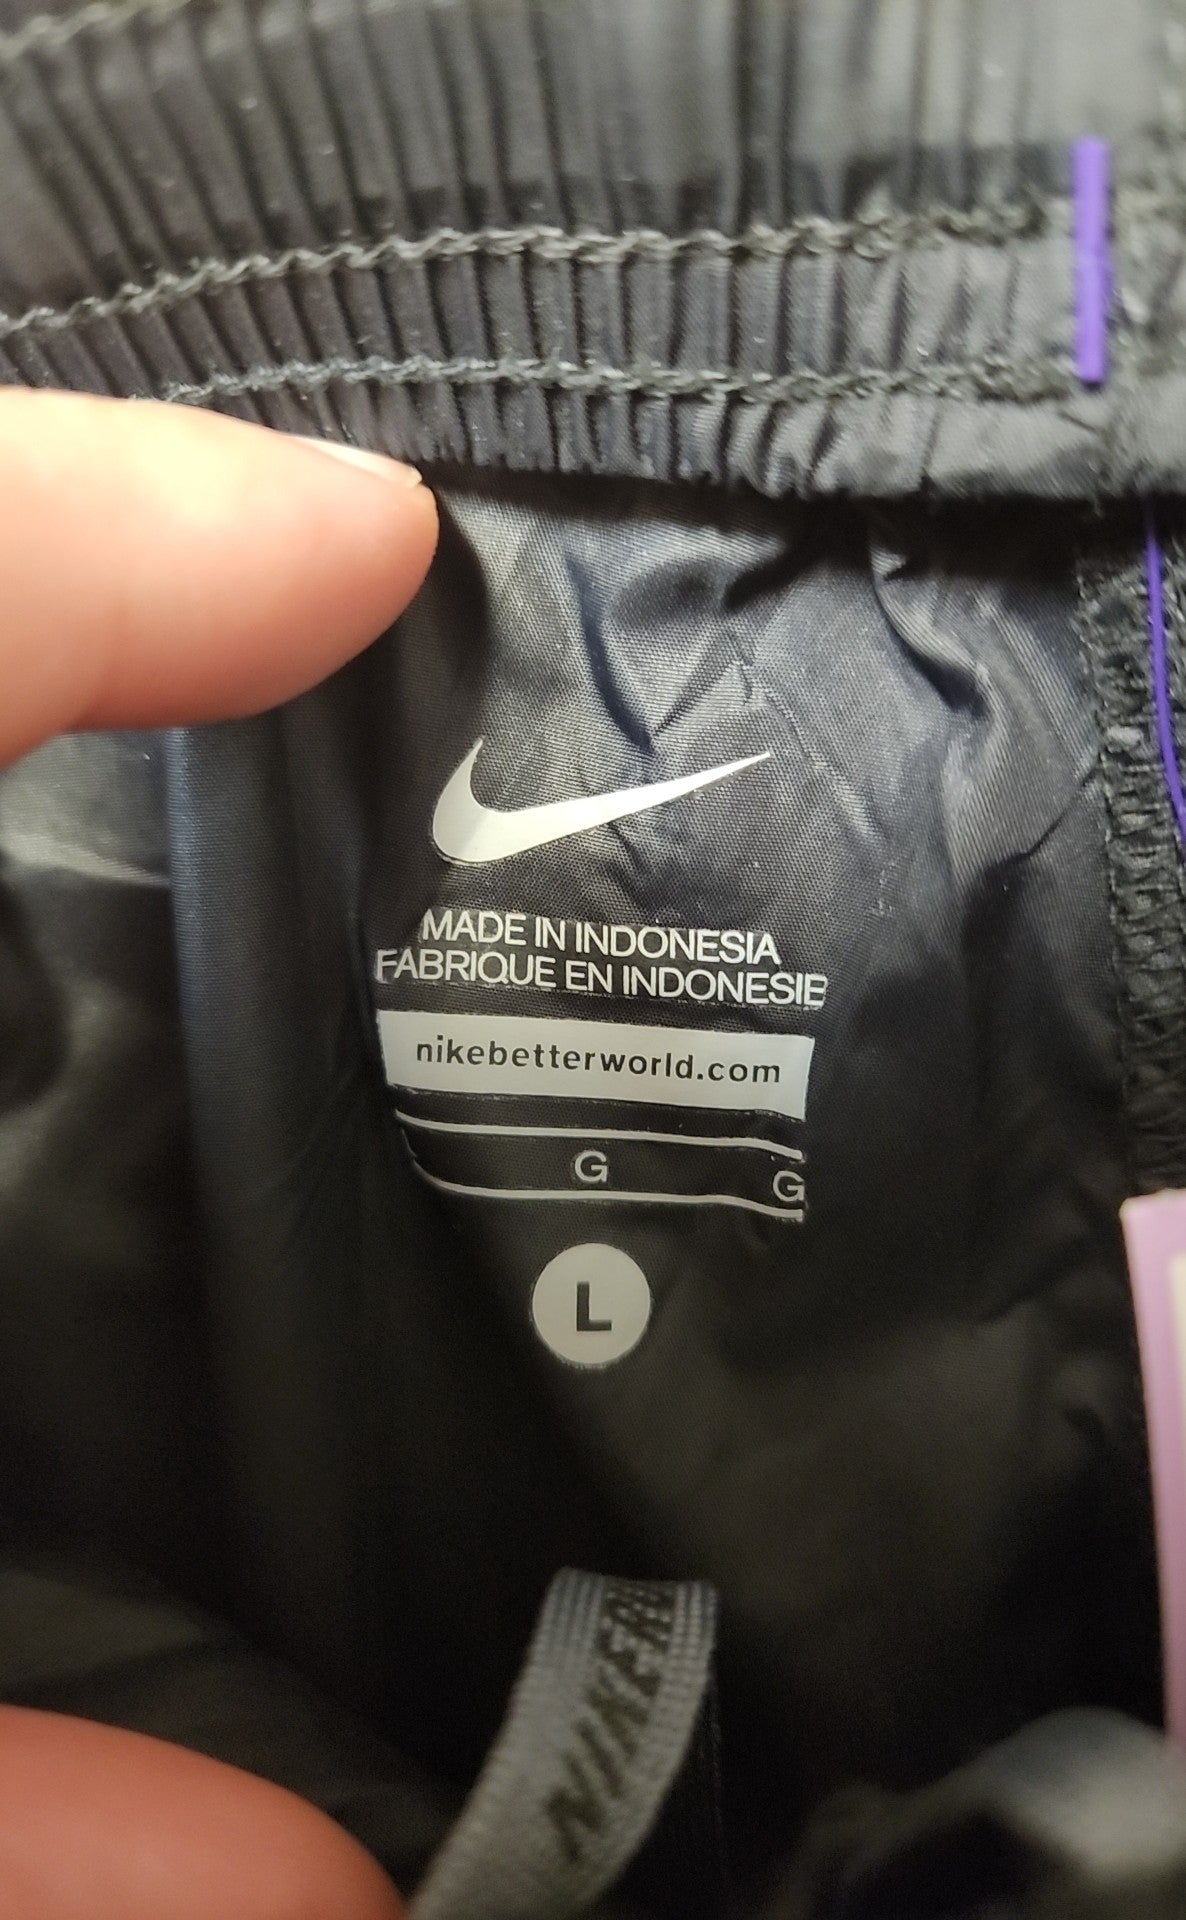 MADE IN INDONESIA
FABRIQUE EN INDONESIE
nikebetterworld.com
G G
L